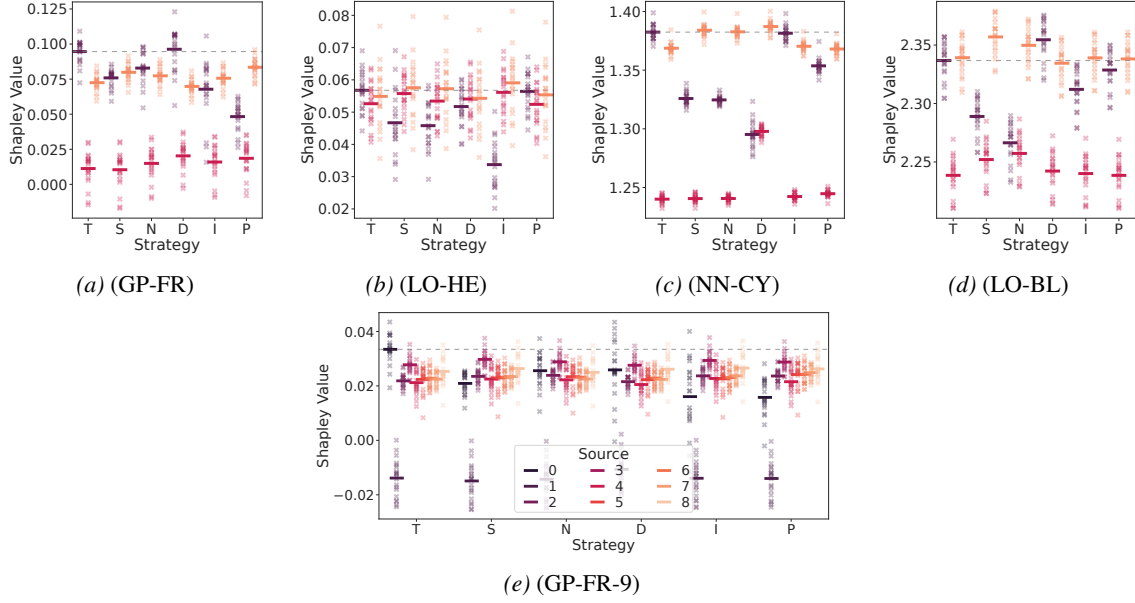 Shapley Value
0.125
0.100
0.075
0.050
0.025
0.000
T S N D I P
Strategy
(a) (GP-FR)
Shapley Value
0.08
0.07
0.06
0.05
0.04
0.03
0.02
T S N D I P
Strategy
(b) (LO-HE)
Shapley Value
1.40
1.35
1.30
1.25
T S N D I P
Strategy
(c) (NN-CY)
Shapley Value
2.35
2.30
2.25
T S N D I P
Strategy
(d) (LO-BL)
Shapley Value
0.04
0.02
0.00
−0.02
Source
0 3 6
1 4 7
2 5 8
T S N D I P
Strategy
(e) (GP-FR-9)